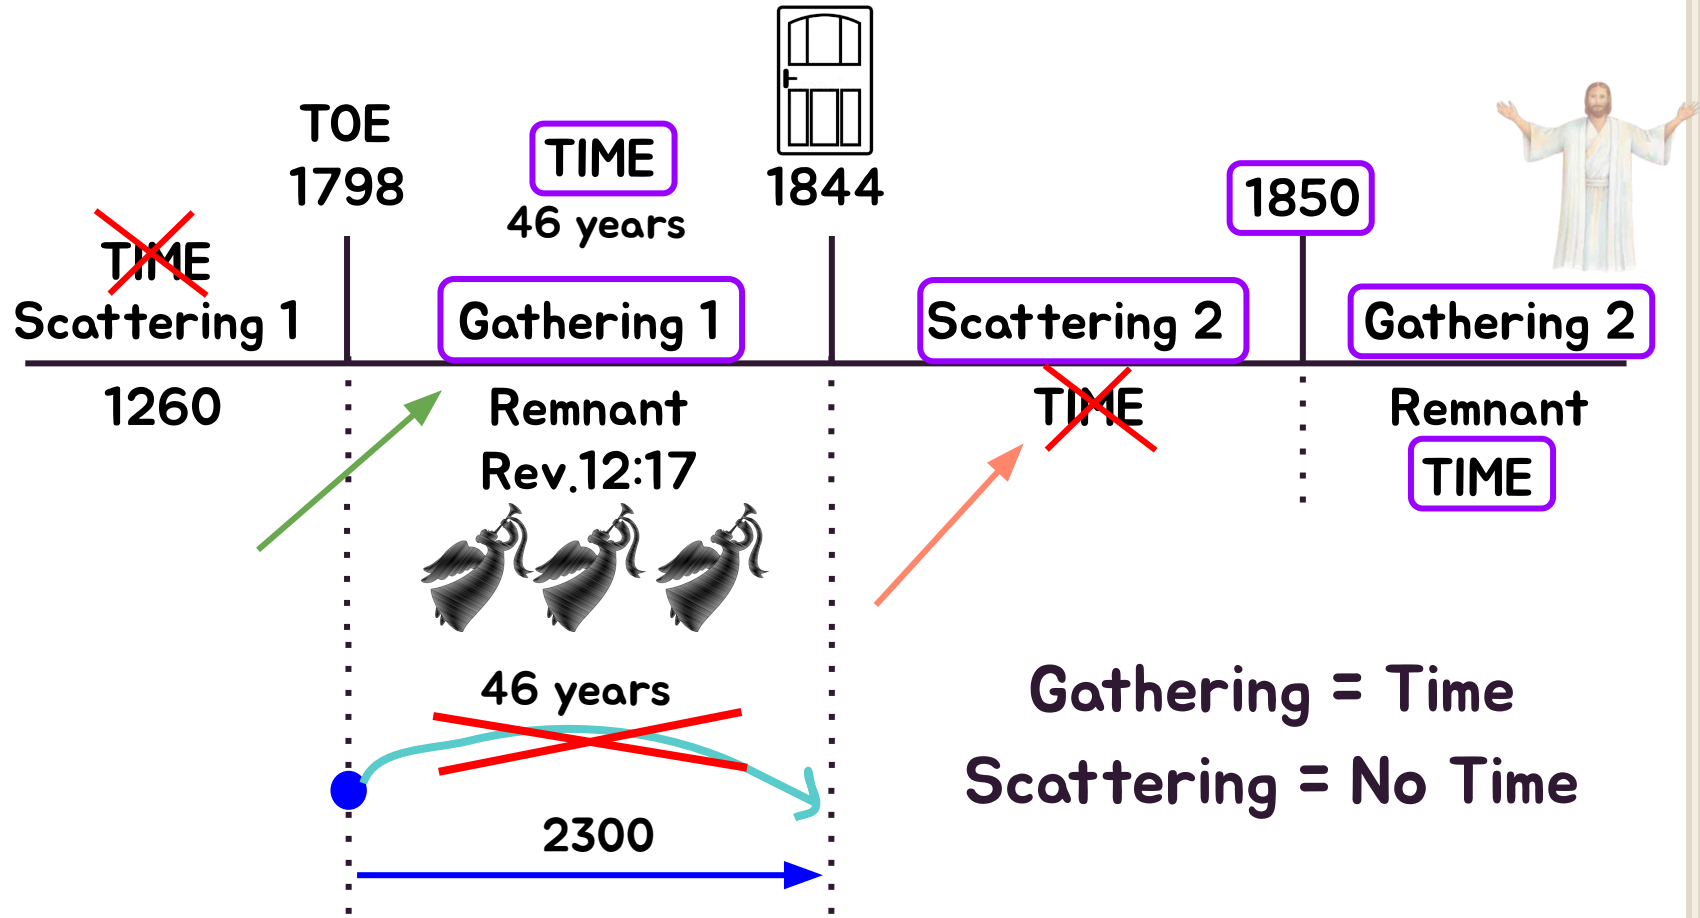 TOE
1798
TIME
46 years
1844
1850
TIME
Scattering 1
Gathering 1
Scattering 2
Gathering 2
1260
Remnant
Rev.12:17
TIME
Remnant
TIME
46 years
2300
Gathering = Time
Scattering = No Time